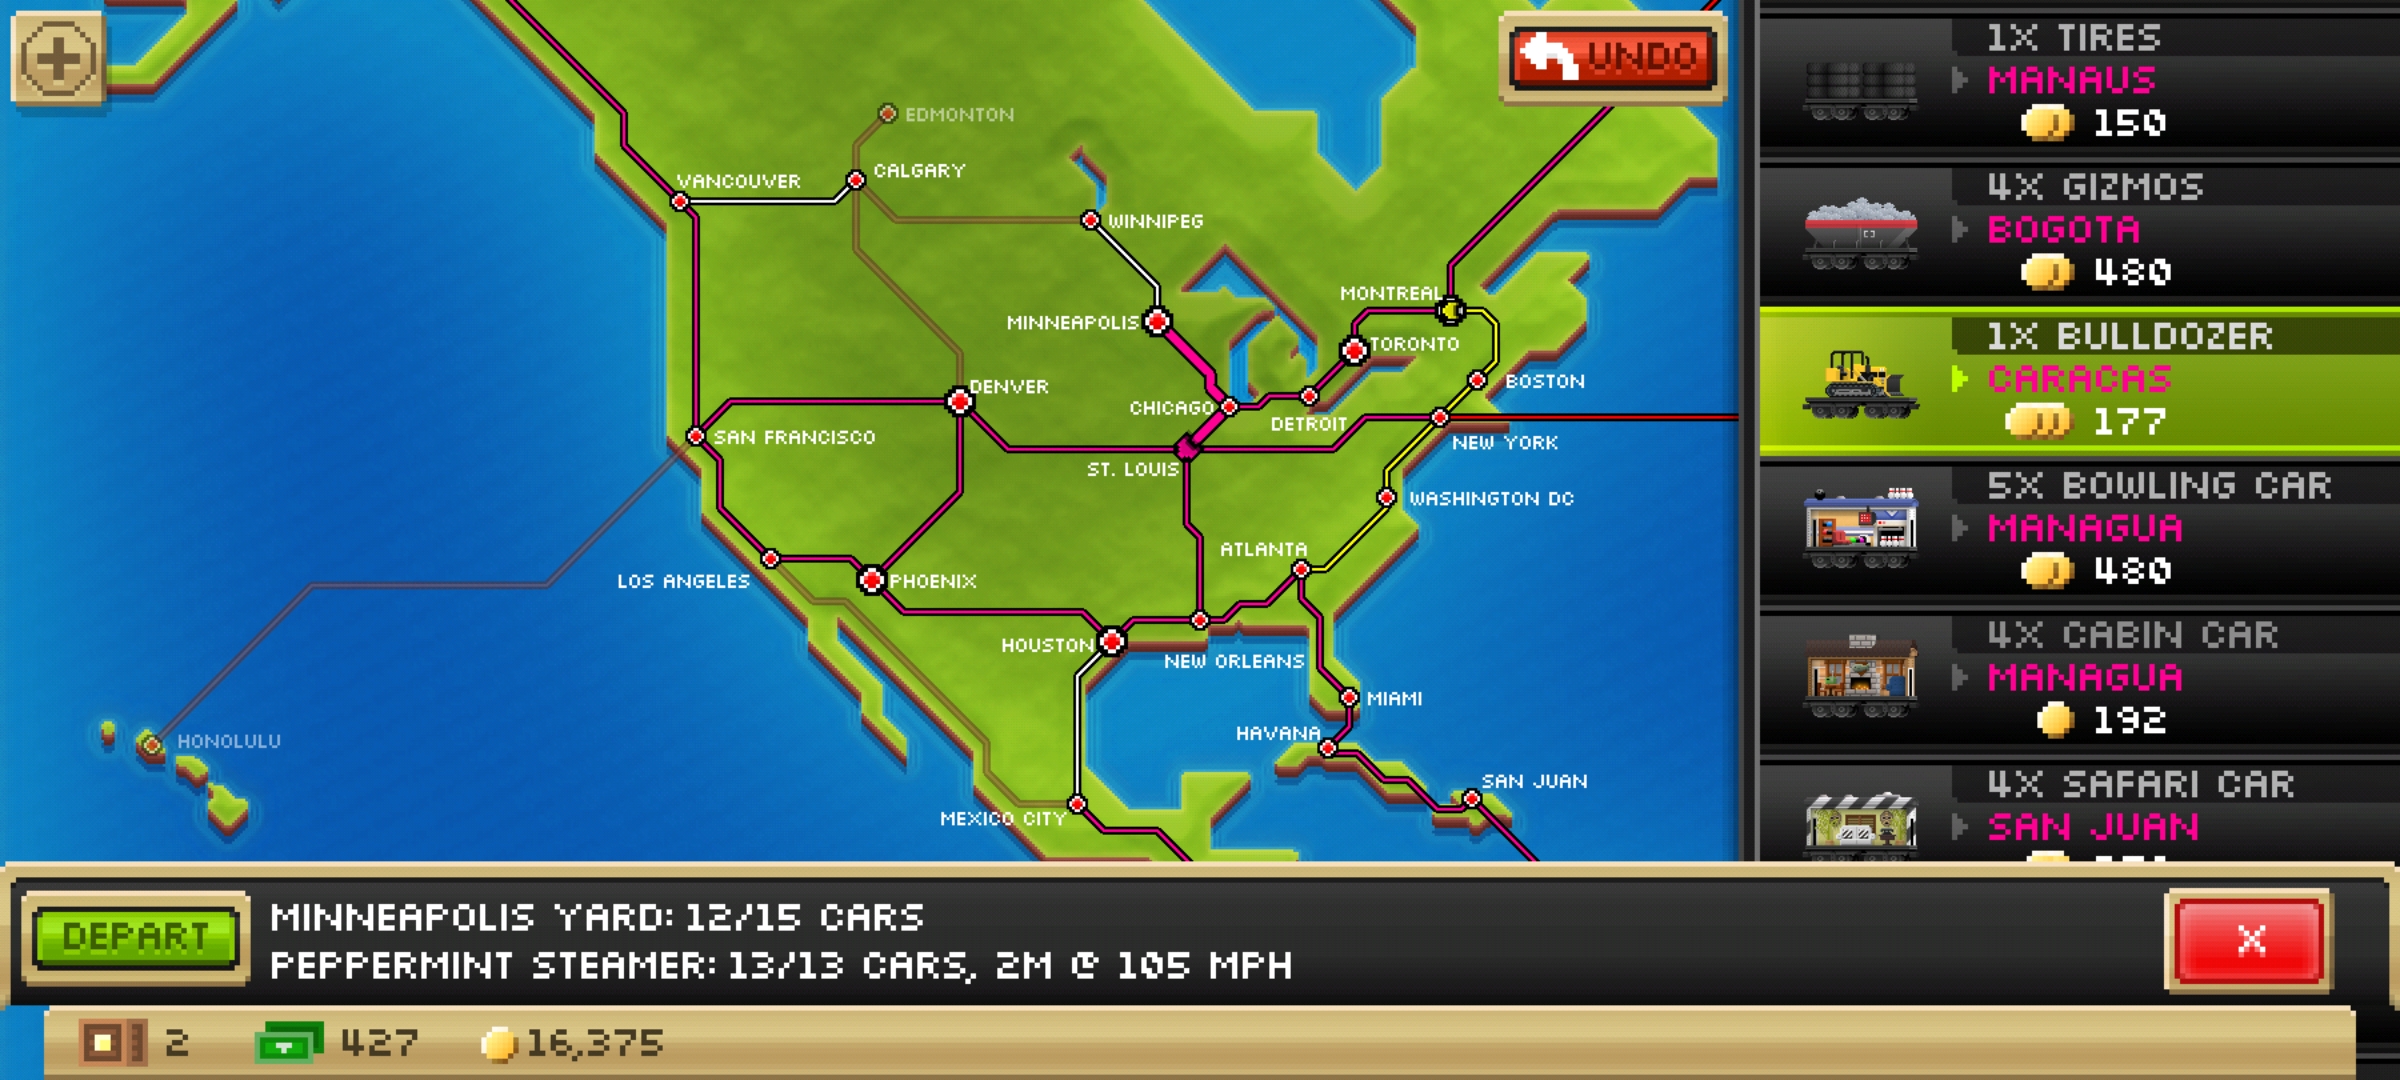 UNDO
EDMONTON
CALGARY
VANCOUVER
WINNIPEG
MONTREAL
MINNEAPOLIS
TORONTO
BOSTON
DENVER
CHICAGO
DETROIT
SAN FRANCISCO
NEW YORK
ST. LOUIS
WASHINGTON DC
ATLANTA
LOS ANGELES
PHOENIX
HOUSTON
NEW ORLEANS
MIAMI
HAVANA
HONOLULU
SAN JUAN
MEXICO CITY
1X TIRES
MANAUS
150
4X GIZMOS
BOGOTA
480
1X BULLDOZER
CARACAS
177
5X BOWLING CAR
MANAGUA
480
4X CABIN CAR
MANAGUA
192
4X SAFARI CAR
SAN JUAN
DEPART
MINNEAPOLIS YARD: 12/15 CARS
PEPPERMINT STEAMER: 13/13 CARS, 2M @ 105 MPH
X
2
427
16,375